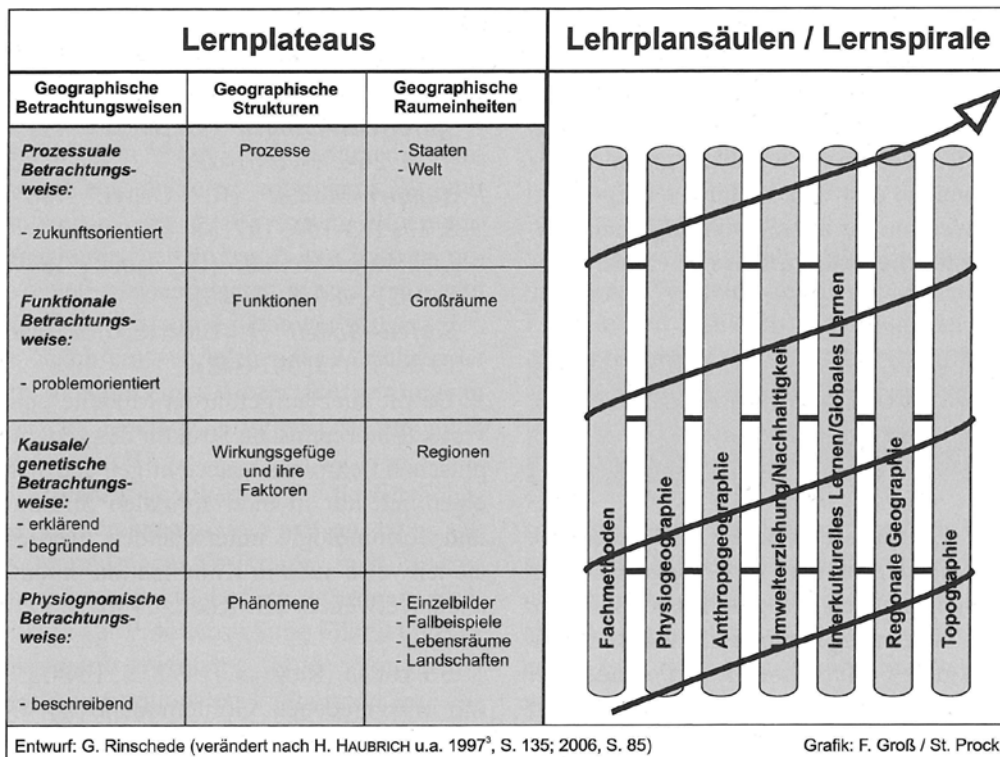 Lernplateaus
Lehrplansäulen / Lernspirale
Geographische
Betrachtungsweisen
Geographische
Strukturen
Geographische
Raumeinheiten
Prozessuale
Betrachtungs-
weise:
- zukunftsorientiert
Prozesse
- Staaten
- Welt
Funktionale
Betrachtungs-
weise:
- problemorientiert
Funktionen
Großräume
Kausale/
genetische
Betrachtungs-
weise:
- erklärend
- begründend
Wirkungsgefüge
und ihre
Faktoren
Regionen
Physiognomische
Betrachtungs-
weise:
- beschreibend
Phänomene
- Einzelbilder
- Fallbeispiele
- Lebensräume
- Landschaften
Fachmethoden
Physiogeographie
Anthropogeographie
Umwelterziehung/Nachhaltigkeit
Interkulturelles Lernen/Globales Lernen
Regionale Geographie
Topographie
Entwurf: G. Rinschede (verändert nach H. HAUBRICH u.a. 1997³, S. 135; 2006, S. 85)
Grafik: F. Groß / St. Prock